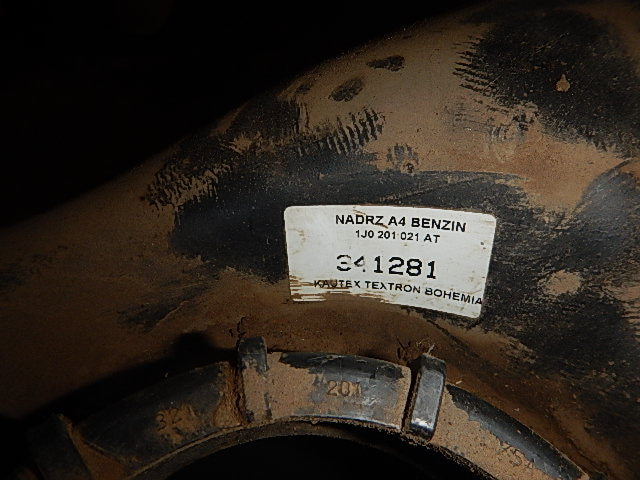 NADRZ A4 BENZIN
1J0 201 021 AT
341281
KAUTEX TEXTRON BOHEMIA
201